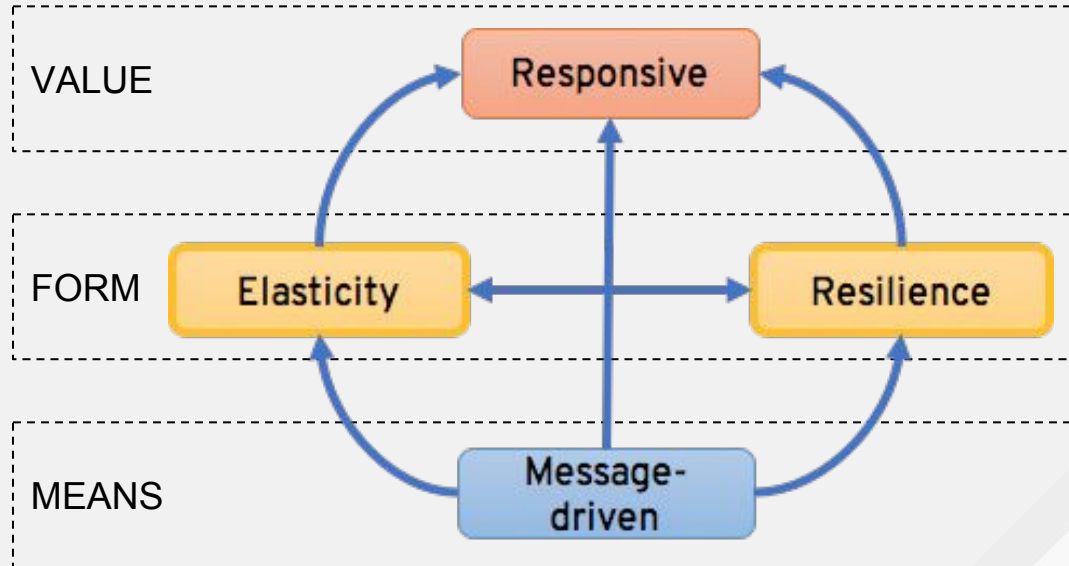 VALUE
Responsive
FORM
Elasticity
Resilience
MEANS
Message-
driven